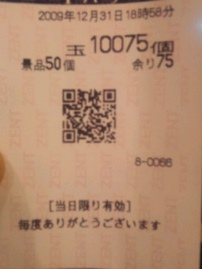 2009年12月31日18時58分
玉 10075個
景品50個 余り75
8-0066
[当日限り有効]
毎度ありがとうございます